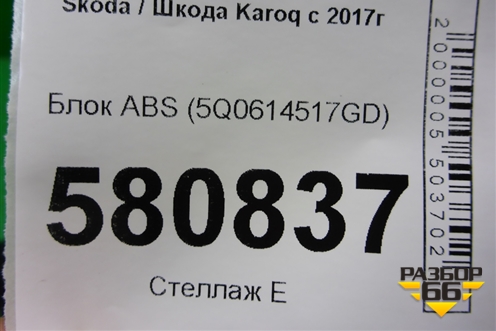 Skoda / Шкода Karoq с 2017г
Блок ABS (5Q0614517GD)
580837
Стеллаж Е
2000005503702
РАЗБОР
66